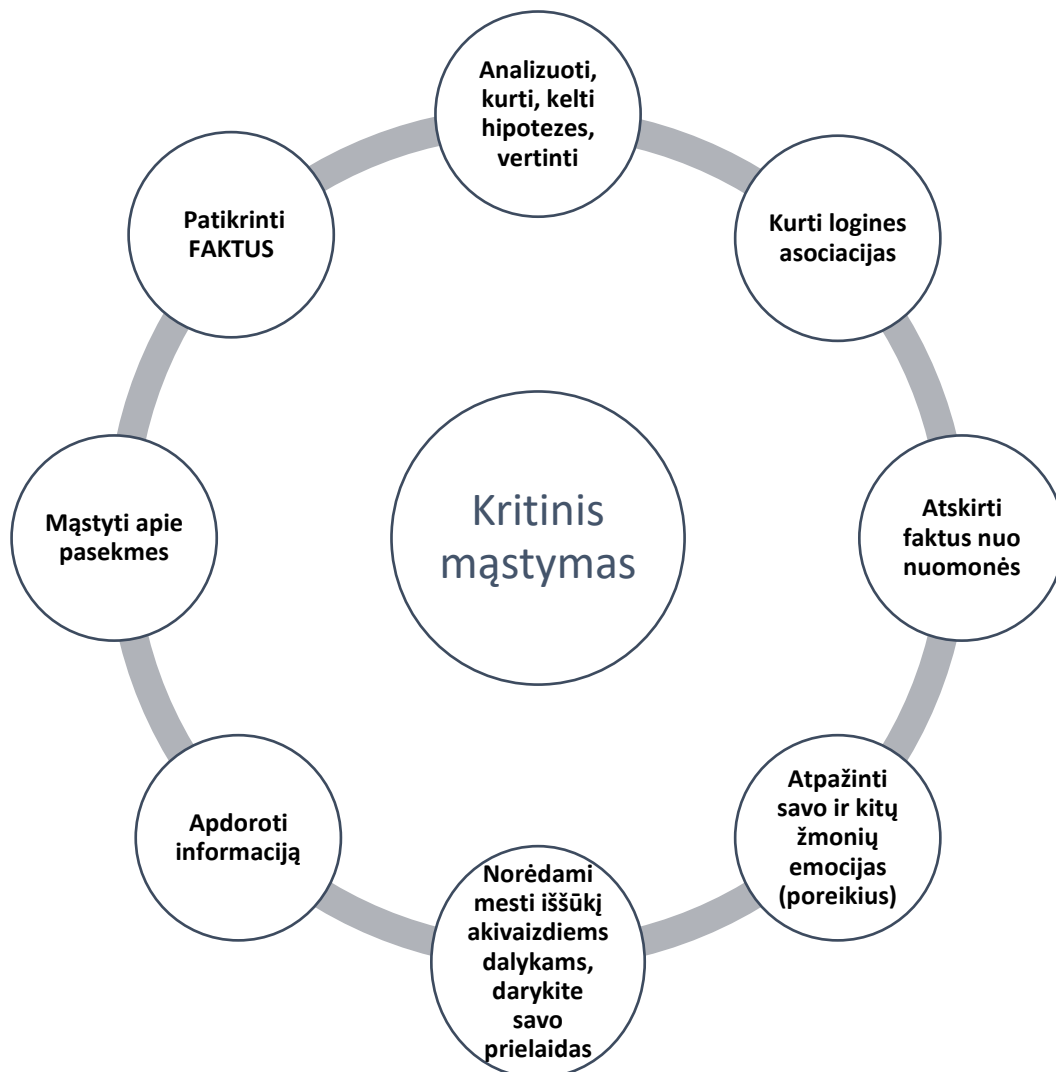 Analizuoti,
kurti, kelti
hipotezes,
vertinti
Kurti logines
asociacijas
Atskirti
faktus nuo
nuomonės
Atpažinti
savo ir kitų
žmonių
emocijas
(poreikius)
Norėdami
mesti iššūkį
akivaizdiems
dalykams,
darykite
savo
prielaidas
Apdoroti
informaciją
Mąstyti apie
pasekmes
Patikrinti
FAKTUS
Kritinis
mąstymas